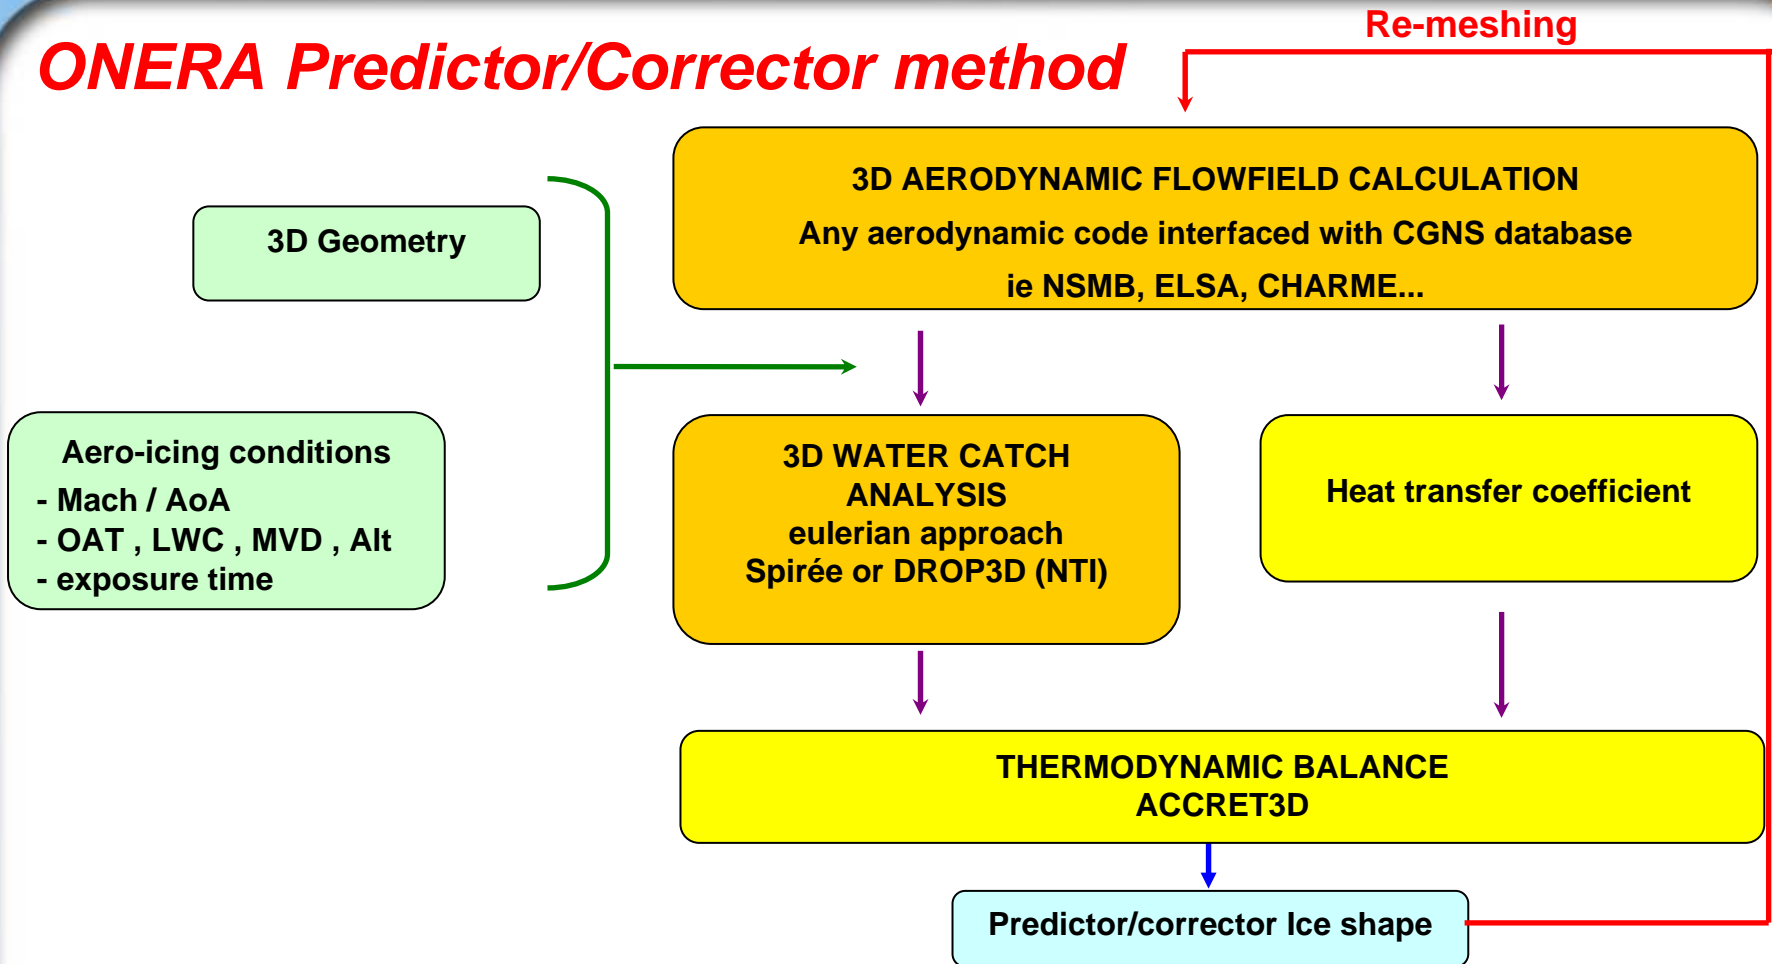 Re-meshing
ONERA Predictor/Corrector method
3D AERODYNAMIC FLOWFIELD CALCULATION
Any aerodynamic code interfaced with CGNS database
ie NSMB, ELSA, CHARME...
3D Geometry
Aero-icing conditions
- Mach / AoA
- OAT , LWC , MVD , Alt
- exposure time
3D WATER CATCH
ANALYSIS
eulerian approach
Spirée or DROP3D (NTI)
Heat transfer coefficient
THERMODYNAMIC BALANCE
ACCRET3D
Predictor/corrector Ice shape